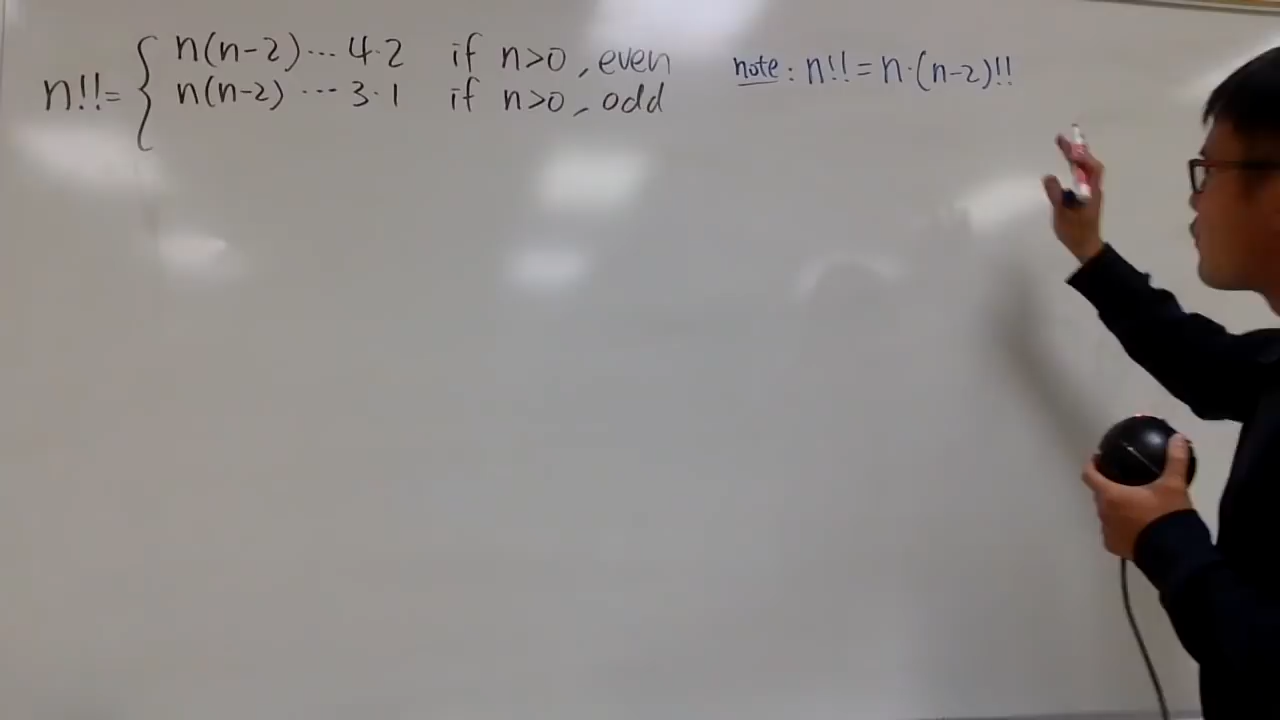 n!!= { n(n-2)⋯4·2 if n>0, even
n(n-2)⋯3·1 if n>0, odd
note: n!!=n·(n-2)!!